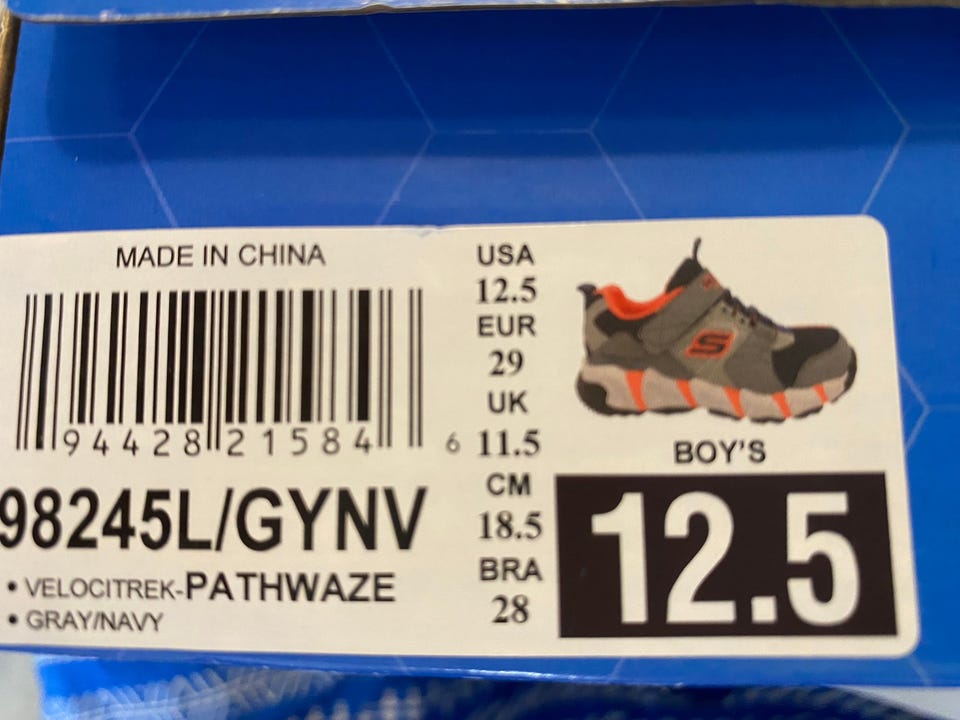 MADE IN CHINA
94428 21584 6
98245L/GYNV
• VELOCITREK-PATHWAZE
• GRAY/NAVY
USA
12.5
EUR
29
UK
11.5
CM
18.5
BRA
28
S
BOY'S
12.5